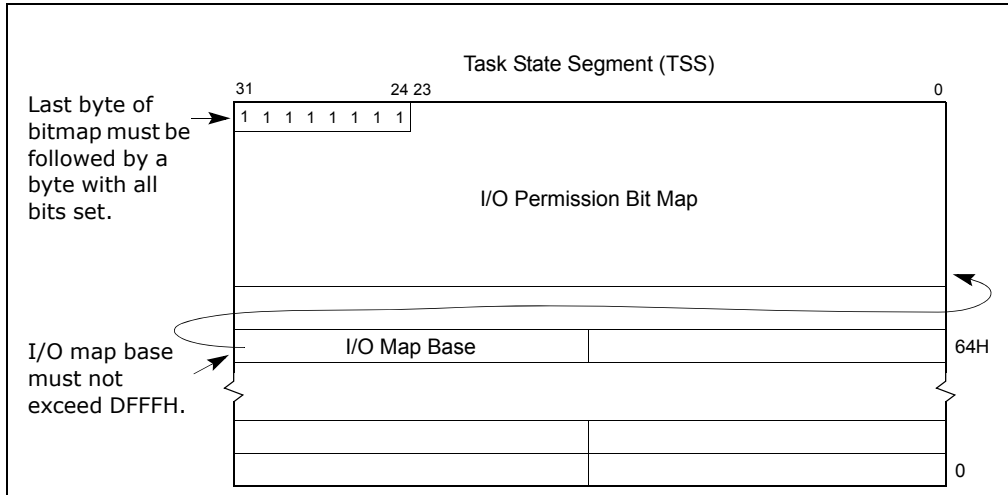 Task State Segment (TSS)
31 24 23 0
Last byte of
bitmap must be
followed by a
byte with all
bits set.
1 1 1 1 1 1 1 1
I/O Permission Bit Map
I/O map base
must not
exceed DFFFH.
I/O Map Base
64H
0